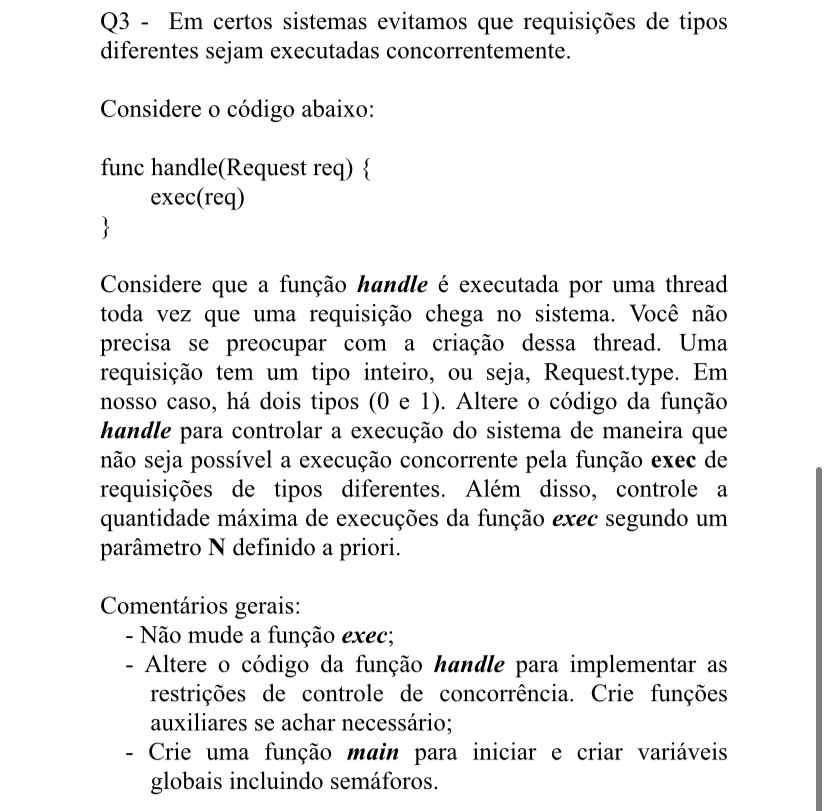 Q3 - Em certos sistemas evitamos que requisições de tipos
diferentes sejam executadas concorrentemente.
Considere o código abaixo:
func handle(Request req) {
exec(req)
}
Considere que a função handle é executada por uma thread
toda vez que uma requisição chega no sistema. Você não
precisa se preocupar com a criação dessa thread. Uma
requisição tem um tipo inteiro, ou seja, Request.type. Em
nosso caso, há dois tipos (0 e 1). Altere o código da função
handle para controlar a execução do sistema de maneira que
não seja possível a execução concorrente pela função exec de
requisições de tipos diferentes. Além disso, controle a
quantidade máxima de execuções da função exec segundo um
parâmetro N definido a priori.
Comentários gerais:
- Não mude a função exec;
- Altere o código da função handle para implementar as
restrições de controle de concorrência. Crie funções
auxiliares se achar necessário;
- Crie uma função main para iniciar e criar variáveis
globais incluindo semáforos.